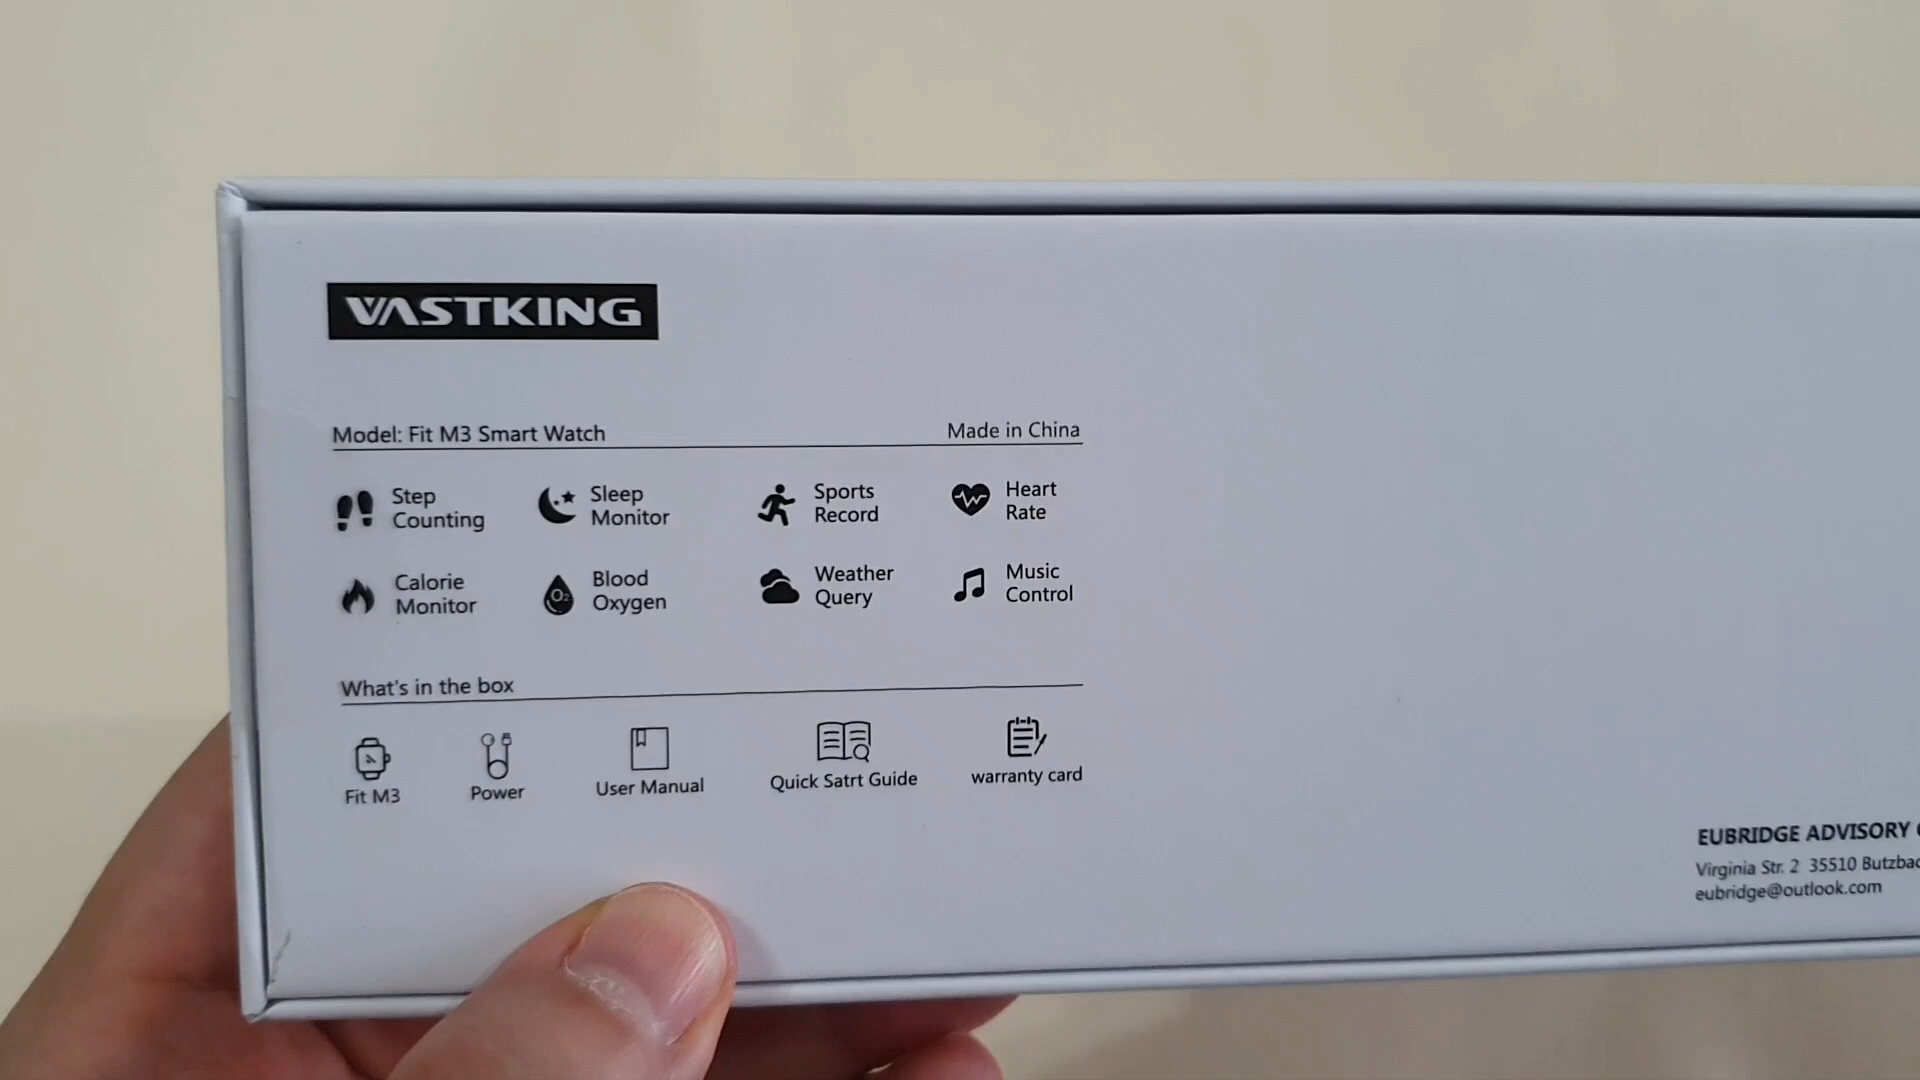 VASTKING
Model: Fit M3 Smart Watch
Made in China
Step
Counting
Sleep
Monitor
Sports
Record
Heart
Rate
Calorie
Monitor
O2
Blood
Oxygen
Weather
Query
Music
Control
What's in the box
Fit M3
Power
User Manual
Quick Satrt Guide
warranty card
EUBRIDGE ADVISORY
Virginia Str. 2 35510
eubridge@outlook.com